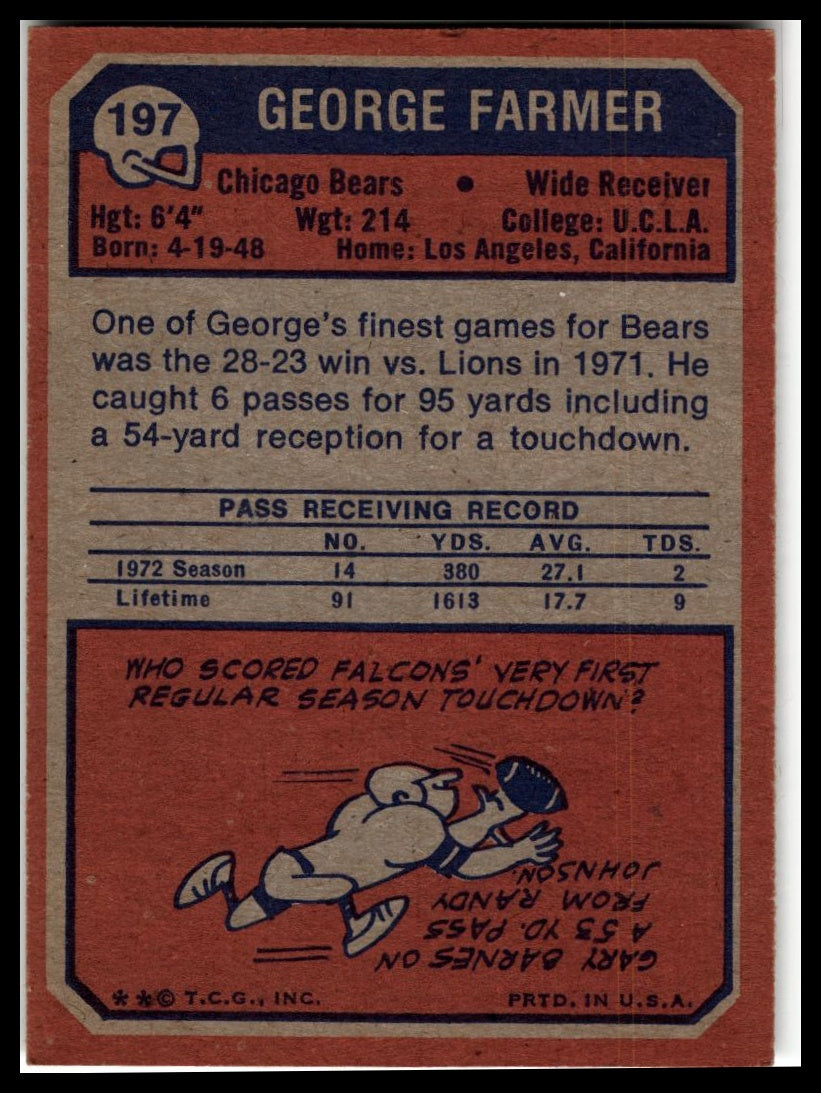 197
GEORGE FARMER
Chicago Bears • Wide Receiver
Hgt: 6'4" Wgt: 214 College: U.C.L.A.
Born: 4-19-48 Home: Los Angeles, California
One of George's finest games for Bears
was the 28-23 win vs. Lions in 1971. He
caught 6 passes for 95 yards including
a 54-yard reception for a touchdown.
PASS RECEIVING RECORD
NO. YDS. AVG. TDS.
1972 Season 14 380 27.1 2
Lifetime 91 1613 17.7 9
WHO SCORED FALCONS' VERY FIRST
REGULAR SEASON TOUCHDOWN?
GARY BARNES ON
A 53 YD. PASS
FROM RANDY
JOHNSON.
**© T.C.G., INC. PRTD. IN U.S.A.